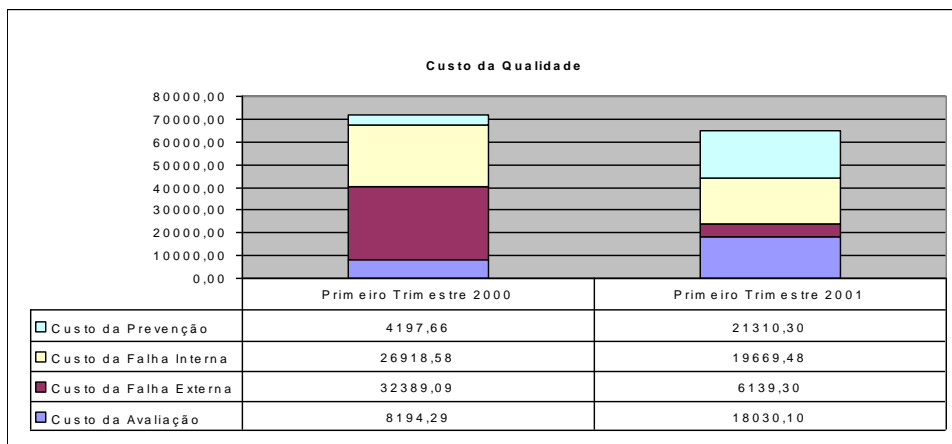 Custo da Qualidade
80000,00
70000,00
60000,00
50000,00
40000,00
30000,00
20000,00
10000,00
0,00
Primeiro Trimestre 2000 Primeiro Trimestre 2001
Custo da Prevenção 4197,66 21310,30
Custo da Falha Interna 26918,58 19669,48
Custo da Falha Externa 32389,09 6139,30
Custo da Avaliação 8194,29 18030,10